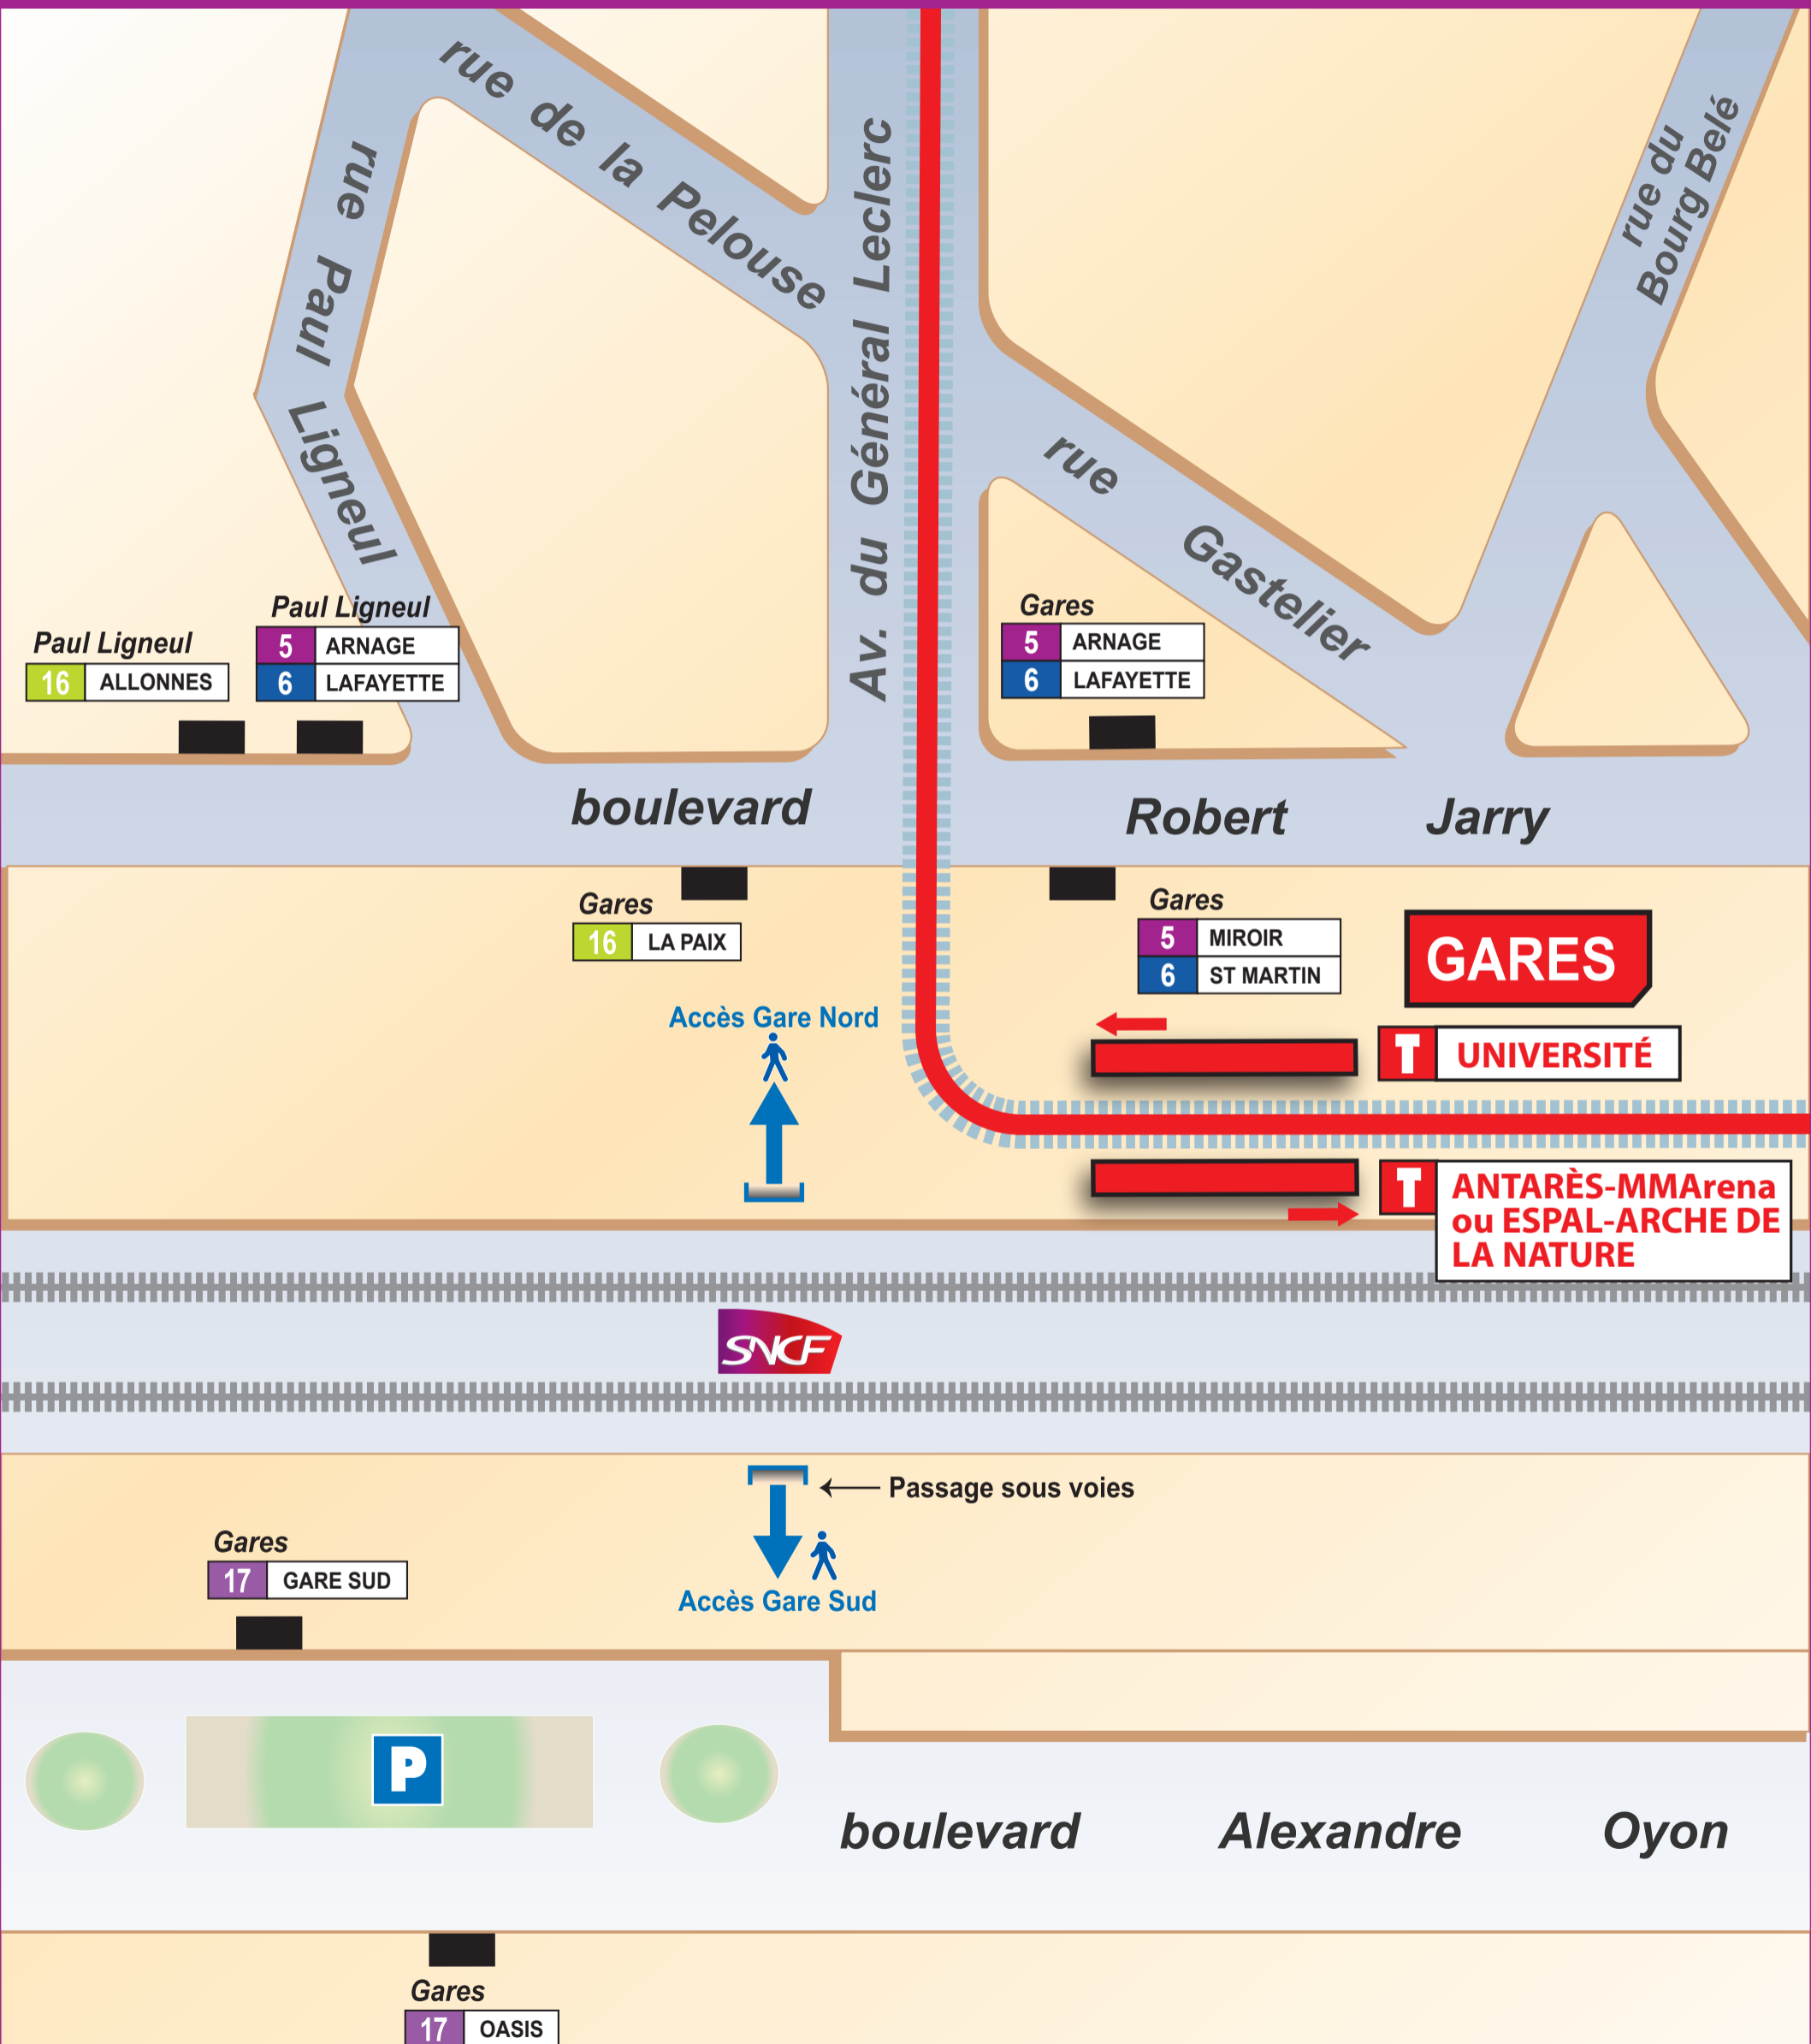 rue de la Pelouse
rue Paul Ligneul
Av. du Général Leclerc
rue du
Bourg Belé
rue Gastelier
Paul Ligneul
16 ALLONNES
Paul Ligneul
5 ARNAGE
6 LAFAYETTE
Gares
5 ARNAGE
6 LAFAYETTE
boulevard Robert Jarry
Gares
16 LA PAIX
Gares
5 MIROIR
6 ST MARTIN
GARES
Accès Gare Nord
T UNIVERSITÉ
T ANTARÈS-MMArena
ou ESPAL-ARCHE DE
LA NATURE
SNCF
Passage sous voies
Gares
17 GARE SUD
Accès Gare Sud
P
boulevard Alexandre Oyon
Gares
17 OASIS